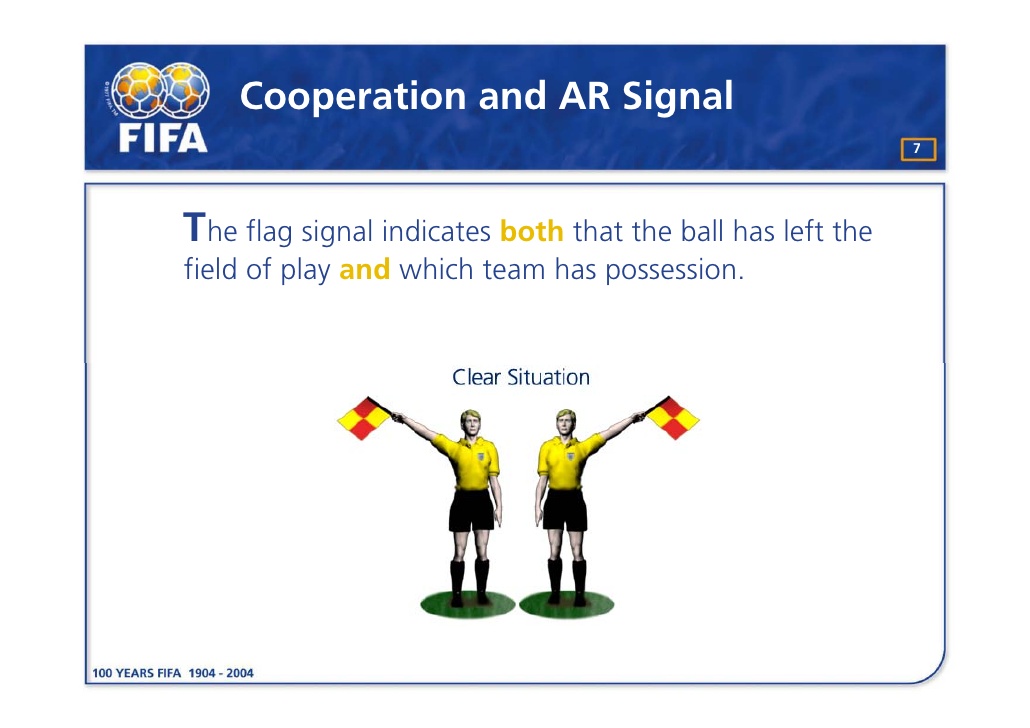 Cooperation and AR Signal
FIFA
7
The flag signal indicates both that the ball has left the
field of play and which team has possession.
Clear Situation
100 YEARS FIFA 1904 - 2004